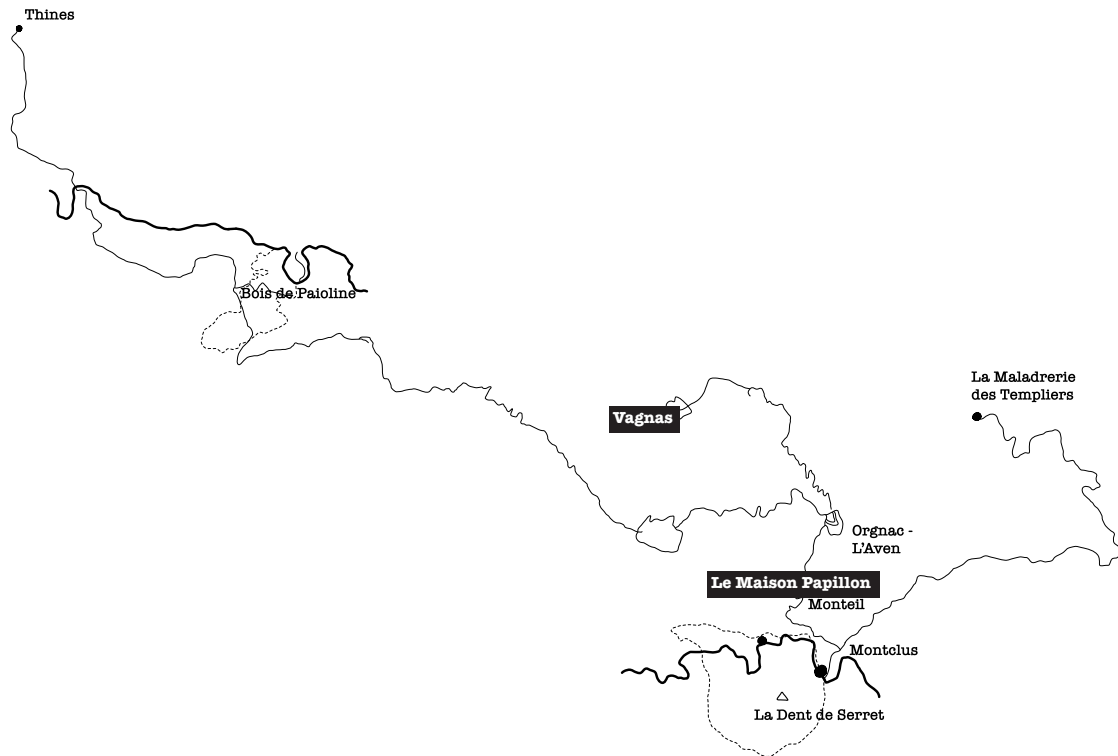 Thines
Bois de Paioline
La Maladrerie
des Templiers
Vagnas
Orgnac -
L'Aven
Le Maison Papillon
Monteil
Montclus
La Dent de Serret